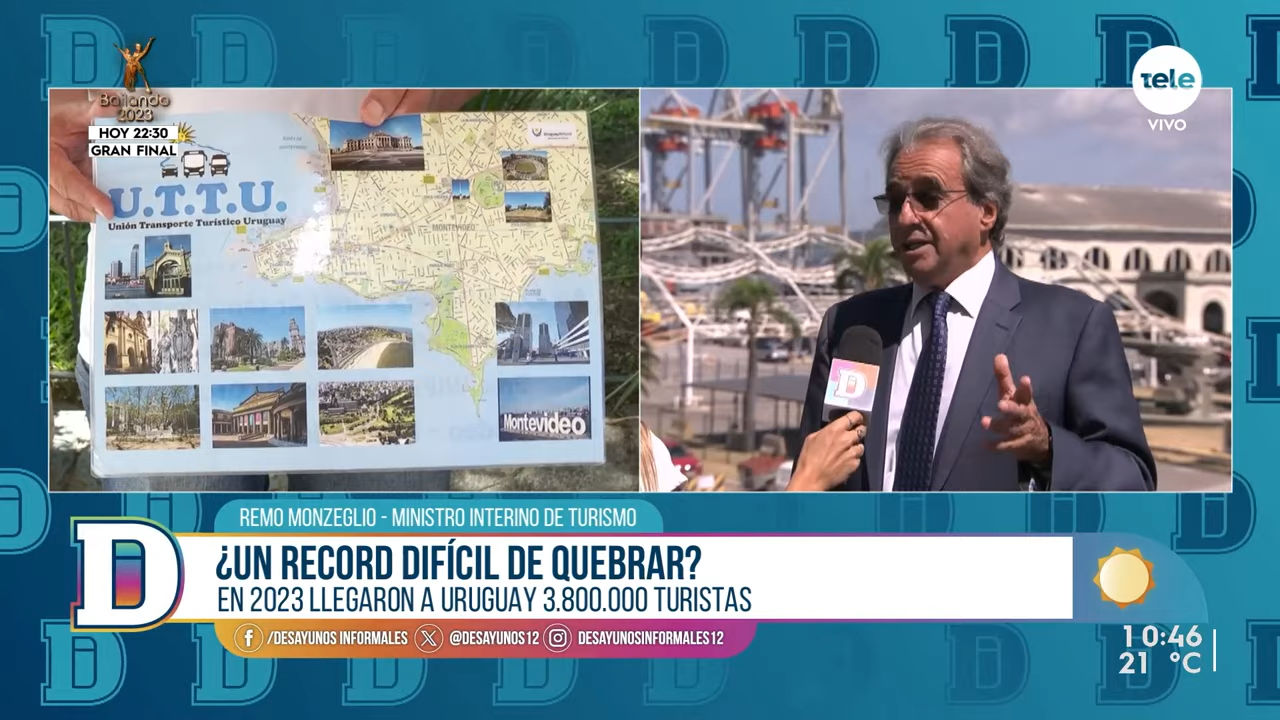 Bailando
2023
HOY 22:30
GRAN FINAL
tele
VIVO
U.T.T.U.
Unión Transporte Turístico Uruguay
MONTEVIDEO
Montevideo
D
REMO MONZEGLIO - MINISTRO INTERINO DE TURISMO
D
¿UN RECORD DIFÍCIL DE QUEBRAR?
EN 2023 LLEGARON A URUGUAY 3.800.000 TURISTAS
/DESAYUNOS INFORMALES @DESAYUNOS12 DESAYUNOSINFORMALES12
10:46
21 °C